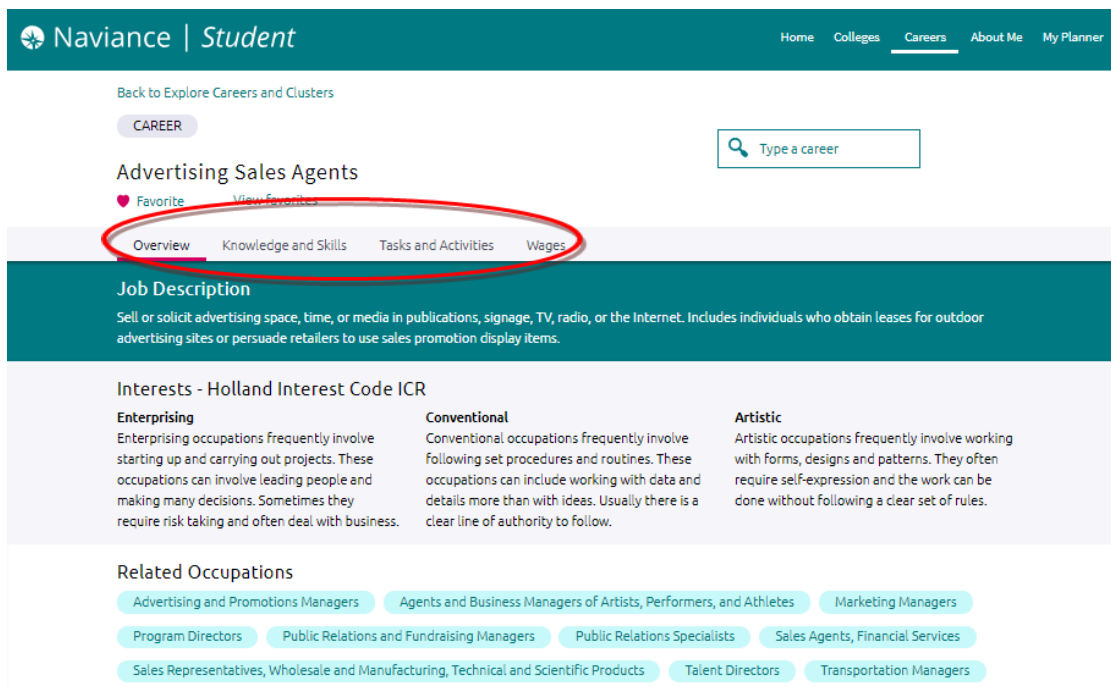 Naviance | Student
Home Colleges Careers About Me My Planner
Back to Explore Careers and Clusters
CAREER
Type a career
Advertising Sales Agents
Favorite View favorites
Overview Knowledge and Skills Tasks and Activities Wages
Job Description
Sell or solicit advertising space, time, or media in publications, signage, TV, radio, or the Internet. Includes individuals who obtain leases for outdoor
advertising sites or persuade retailers to use sales promotion display items.
Interests - Holland Interest Code ICR
Enterprising
Enterprising occupations frequently involve
starting up and carrying out projects. These
occupations can involve leading people and
making many decisions. Sometimes they
require risk taking and often deal with business.
Conventional
Conventional occupations frequently involve
following set procedures and routines. These
occupations can include working with data and
details more than with ideas. Usually there is a
clear line of authority to follow.
Artistic
Artistic occupations frequently involve working
with forms, designs and patterns. They often
require self-expression and the work can be
done without following a clear set of rules.
Related Occupations
Advertising and Promotions Managers Agents and Business Managers of Artists, Performers, and Athletes Marketing Managers
Program Directors Public Relations and Fundraising Managers Public Relations Specialists Sales Agents, Financial Services
Sales Representatives, Wholesale and Manufacturing, Technical and Scientific Products Talent Directors Transportation Managers